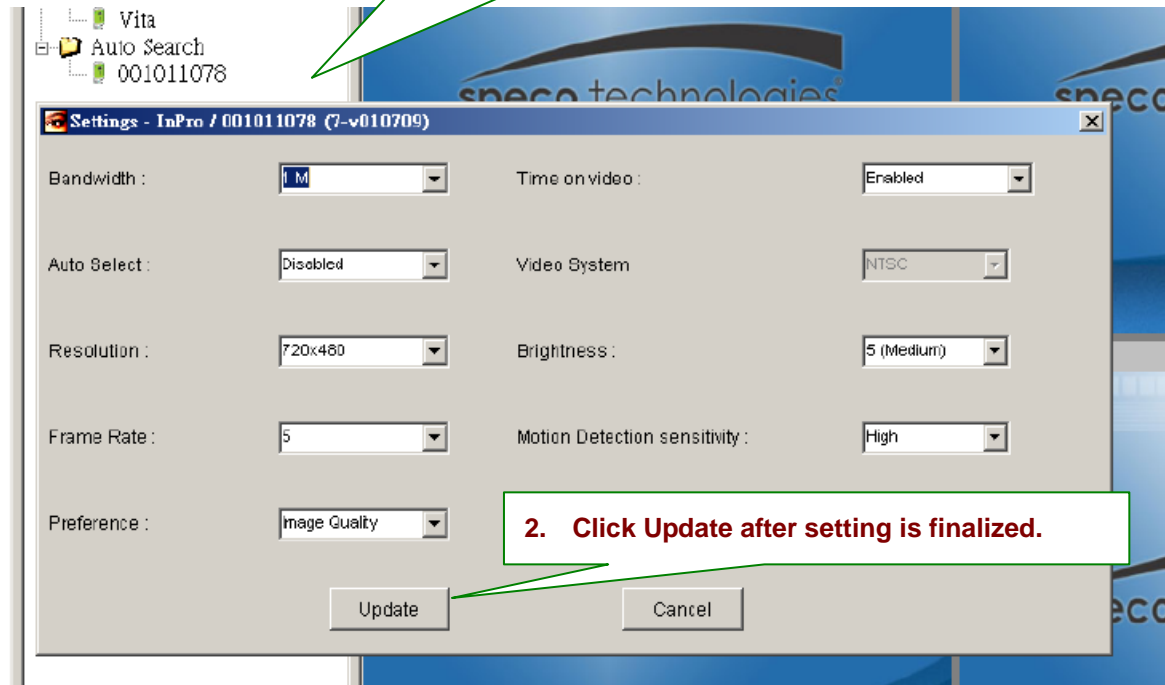 Vita
Auto Search
001011078
speco technologies
speco
Settings - InPro / 001011078 (7-v010709)
Bandwidth : 1 M Time on video : Enabled
Auto Select : Disabled Video System NTSC
Resolution : 720x480 Brightness : 5 (Medium)
Frame Rate : 5 Motion Detection sensitivity : High
Preference : Image Quality
2. Click Update after setting is finalized.
Update Cancel